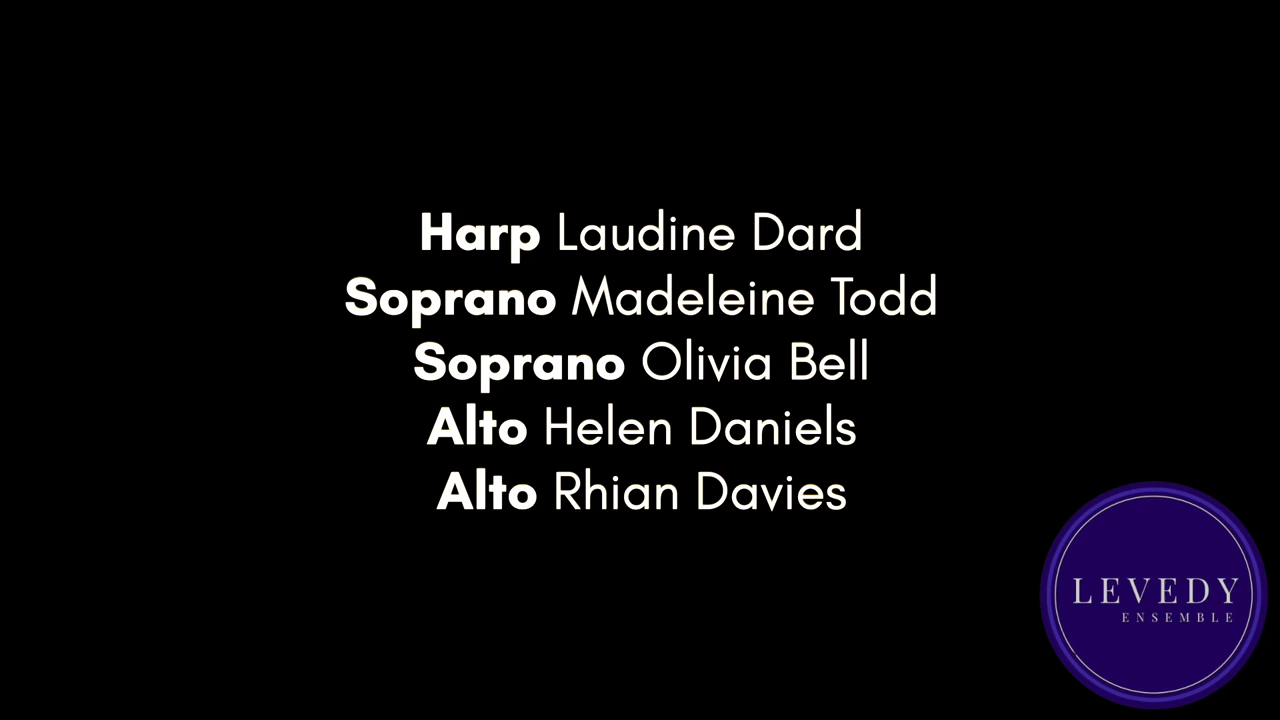 Harp Laudine Dard
Soprano Madeleine Todd
Soprano Olivia Bell
Alto Helen Daniels
Alto Rhian Davies
LEVEDY
ENSEMBLE